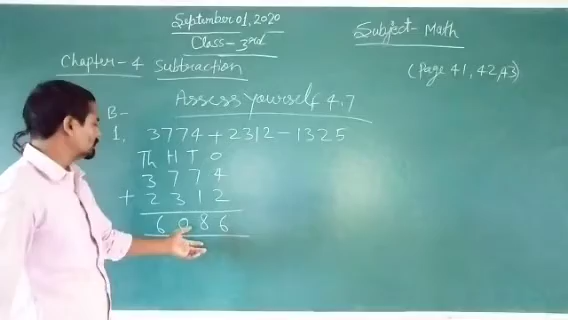 September 01, 2020
Class - 3rd
Subject - Math
Chapter - 4 Subtraction
(Page 41, 42, 43)
Assess yourself 4.7
B-
1. 3774 + 2312 - 1325
Th H T O
3 7 7 4
+ 2 3 1 2
6 0 8 6